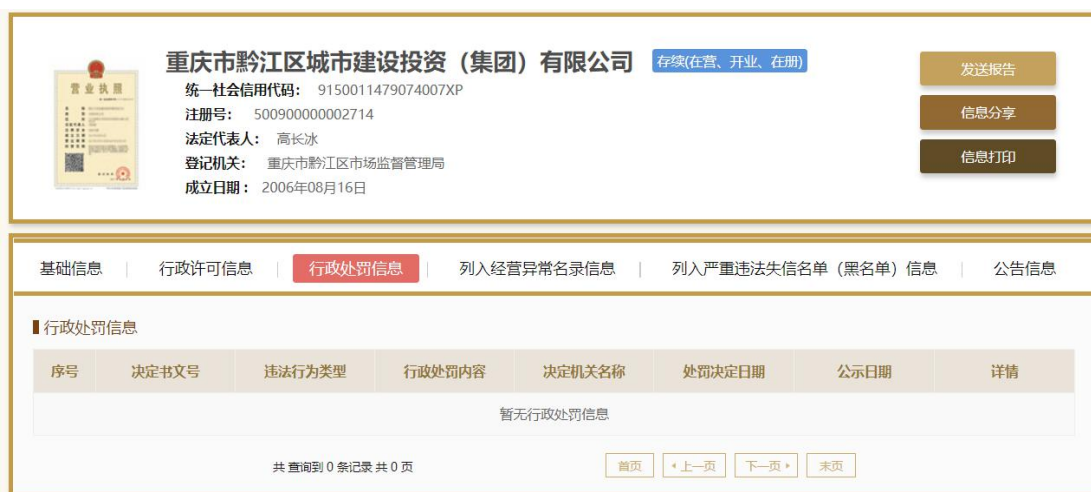 重庆市黔江区城市建设投资（集团）有限公司 存续(在营、开业、在册)
统一社会信用代码： 9150011479074007XP
注册号： 500900000002714
法定代表人： 高长冰
登记机关： 重庆市黔江区市场监督管理局
成立日期： 2006年08月16日
营业执照
发送报告
信息分享
信息打印
基础信息 | 行政许可信息 | 行政处罚信息 | 列入经营异常名录信息 | 列入严重违法失信名单（黑名单）信息 | 公告信息
行政处罚信息
序号 决定书文号 违法行为类型 行政处罚内容 决定机关名称 处罚决定日期 公示日期 详情
暂无行政处罚信息
共 查询到 0 条记录 共 0 页 首页 上一页 下一页 末页